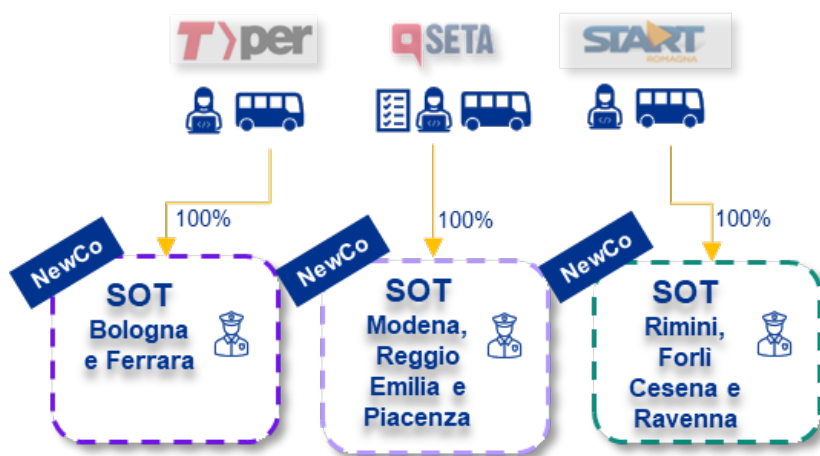 T>per
SETA
START
ROMAGNA
100%
100%
100%
NewCo
NewCo
NewCo
SOT
Bologna
e Ferrara
SOT
Modena,
Reggio
Emilia e
Piacenza
SOT
Rimini,
Forlì
Cesena e
Ravenna